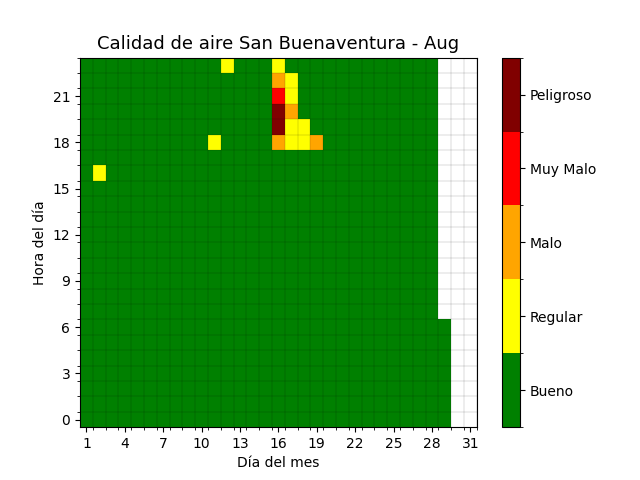 Calidad de aire San Buenaventura - Aug
Hora del día
21
18
15
12
9
6
3
0
1 4 7 10 13 16 19 22 25 28 31
Día del mes
Peligroso
Muy Malo
Malo
Regular
Bueno